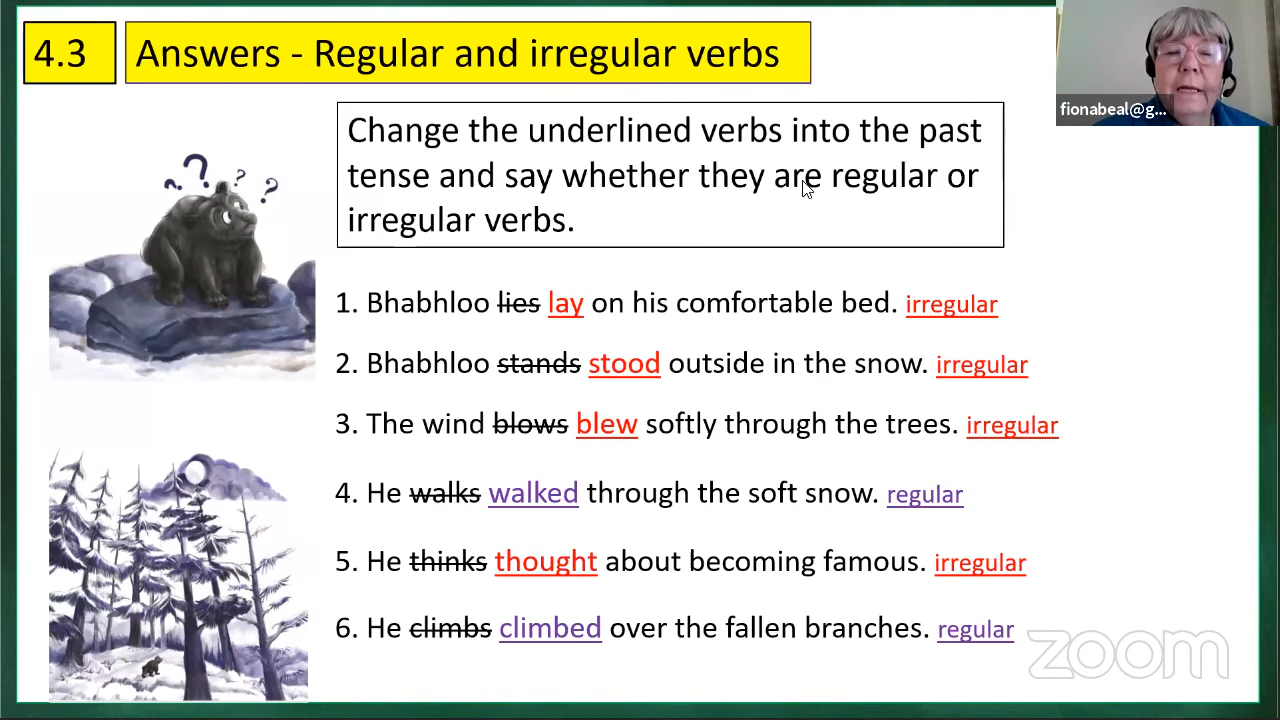 4.3
Answers - Regular and irregular verbs
fionabeal@g...
Change the underlined verbs into the past
tense and say whether they are regular or
irregular verbs.
? ? ? ?
1. Bhabhloo lies lay on his comfortable bed. irregular
2. Bhabhloo stands stood outside in the snow. irregular
3. The wind blows blew softly through the trees. irregular
4. He walks walked through the soft snow. regular
5. He thinks thought about becoming famous. irregular
6. He climbs climbed over the fallen branches. regular
zoom